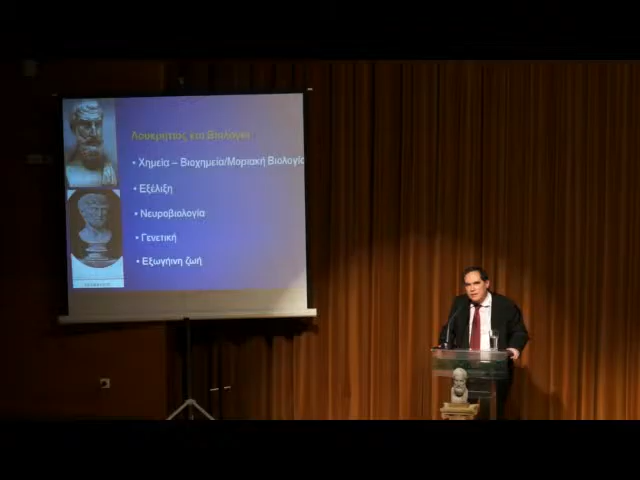 Λουκρήτιος και Βιολογία
• Χημεία – Βιοχημεία/Μοριακή Βιολογία
• Εξέλιξη
• Νευροβιολογία
• Γενετική
• Εξωγήινη ζωή